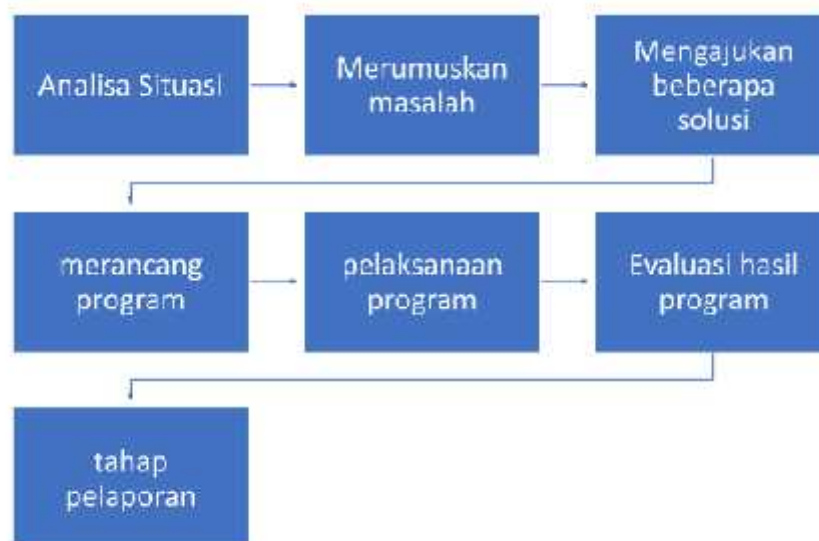 Analisa Situasi
Merumuskan
masalah
Mengajukan
beberapa
solusi
merancang
program
pelaksanaan
program
Evaluasi hasil
program
tahap
pelaporan